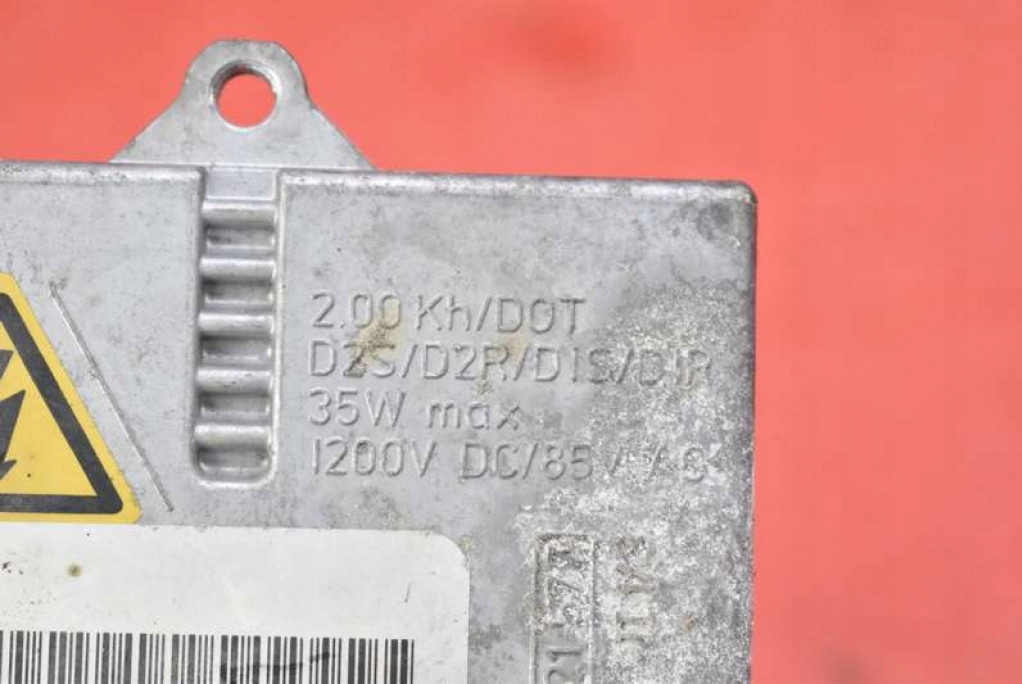 2.00 Kh/DOT
D2S/D2R/D1S/D1R
35W max
1200V DC/85V AC